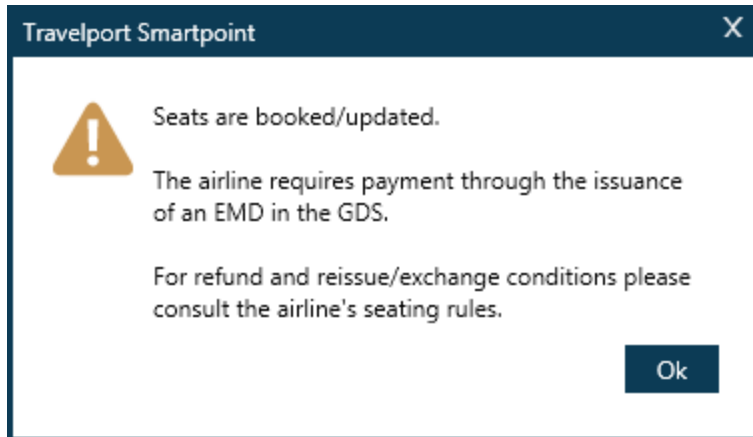 Travelport Smartpoint X
Seats are booked/updated.
The airline requires payment through the issuance
of an EMD in the GDS.
For refund and reissue/exchange conditions please
consult the airline's seating rules.
Ok